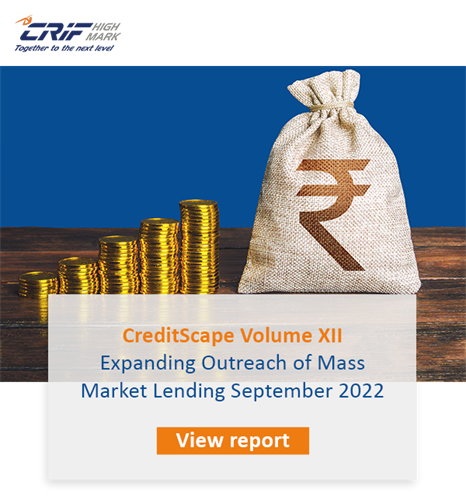 CRIF HIGH MARK
Together to the next level
₹
CreditScape Volume XII
Expanding Outreach of Mass
Market Lending September 2022
View report